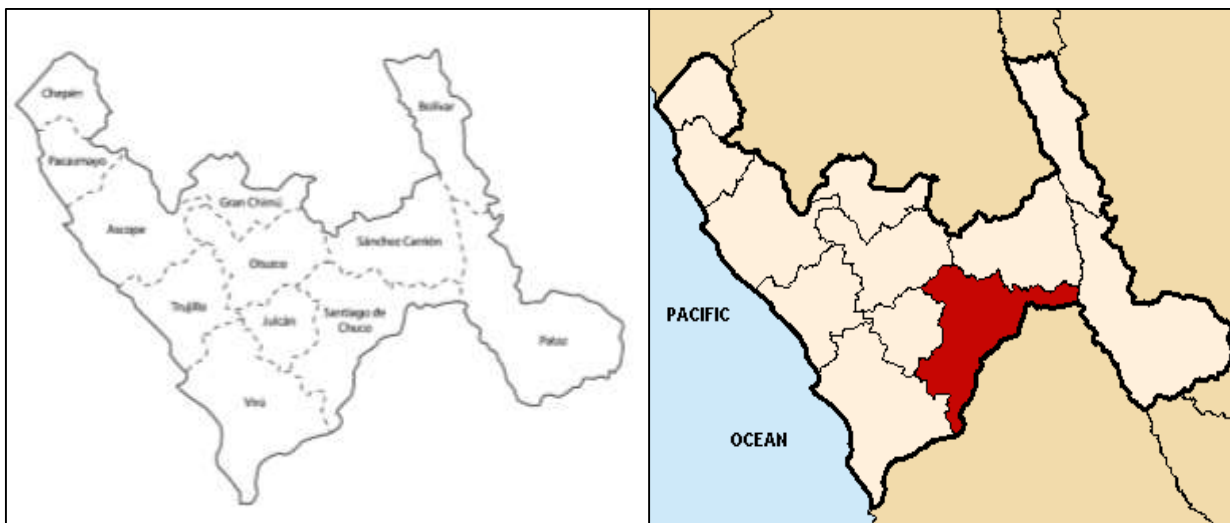 Chepén
Bolívar
Pacasmayo
Gran Chimú
Ascope
Sánchez Carrión
Otuzco
Trujillo
Julcán
Santiago de
Chuco
Pataz
Virú
PACIFIC
OCEAN